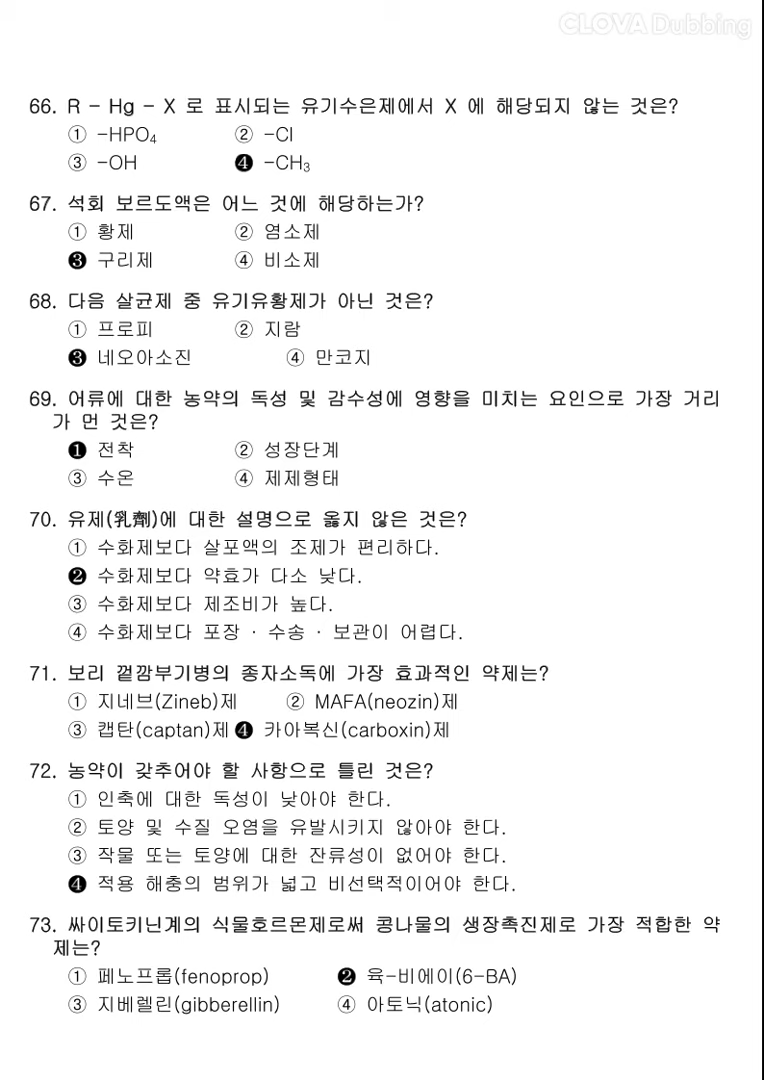 CLOVA Dubbing
66. R - Hg - X 로 표시되는 유기수은제에서 X 에 해당되지 않는 것은?
① -HPO₄ ② -Cl
③ -OH ❹ -CH₃
67. 석회 보르도액은 어느 것에 해당하는가?
① 황제 ② 염소제
❸ 구리제 ④ 비소제
68. 다음 살균제 중 유기유황제가 아닌 것은?
① 프로피 ② 지람
❸ 네오아소진 ④ 만코지
69. 어류에 대한 농약의 독성 및 감수성에 영향을 미치는 요인으로 가장 거리
가 먼 것은?
❶ 전착 ② 성장단계
③ 수온 ④ 제제형태
70. 유제(乳劑)에 대한 설명으로 옳지 않은 것은?
① 수화제보다 살포액의 조제가 편리하다.
❷ 수화제보다 약효가 다소 낮다.
③ 수화제보다 제조비가 높다.
④ 수화제보다 포장 · 수송 · 보관이 어렵다.
71. 보리 겉깜부기병의 종자소독에 가장 효과적인 약제는?
① 지네브(Zineb)제 ② MAFA(neozin)제
③ 캡탄(captan)제 ❹ 카아복신(carboxin)제
72. 농약이 갖추어야 할 사항으로 틀린 것은?
① 인축에 대한 독성이 낮아야 한다.
② 토양 및 수질 오염을 유발시키지 않아야 한다.
③ 작물 또는 토양에 대한 잔류성이 없어야 한다.
❹ 적용 해충의 범위가 넓고 비선택적이어야 한다.
73. 싸이토키닌계의 식물호르몬제로써 콩나물의 생장촉진제로 가장 적합한 약
제는?
① 페노프롭(fenoprop) ❷ 육-비에이(6-BA)
③ 지베렐린(gibberellin) ④ 아토닉(atonic)